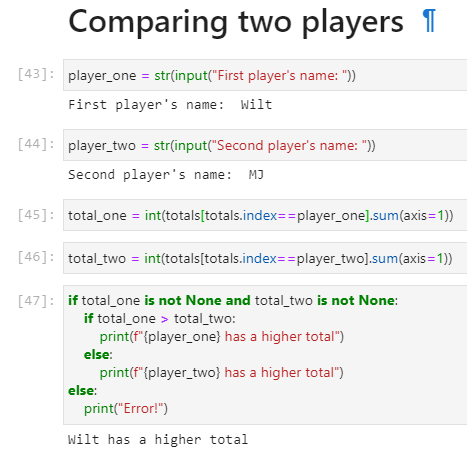 Comparing two players ¶
[43]: player_one = str(input("First player's name: "))
First player's name:  Wilt
[44]: player_two = str(input("Second player's name: "))
Second player's name:  MJ
[45]: total_one = int(totals[totals.index==player_one].sum(axis=1))
[46]: total_two = int(totals[totals.index==player_two].sum(axis=1))
[47]: if total_one is not None and total_two is not None:
    if total_one > total_two:
        print(f"{player_one} has a higher total")
    else:
        print(f"{player_two} has a higher total")
else:
    print("Error!")
Wilt has a higher total